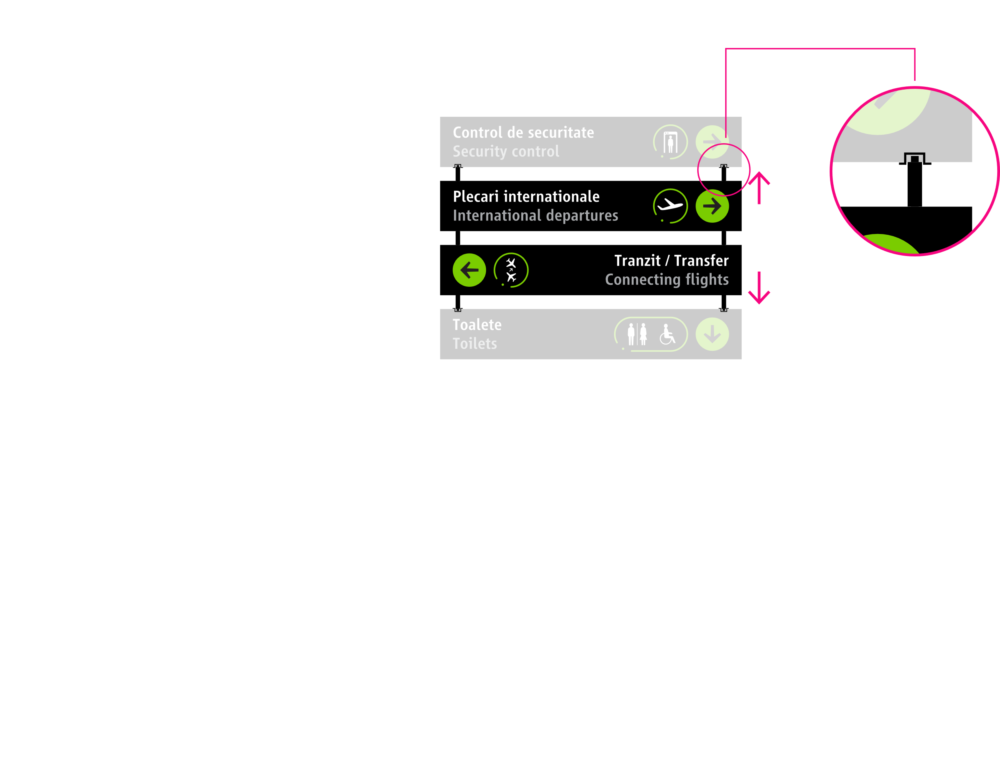 Control de securitate
Security control
Plecari internationale
International departures
Tranzit / Transfer
Connecting flights
Toalete
Toilets